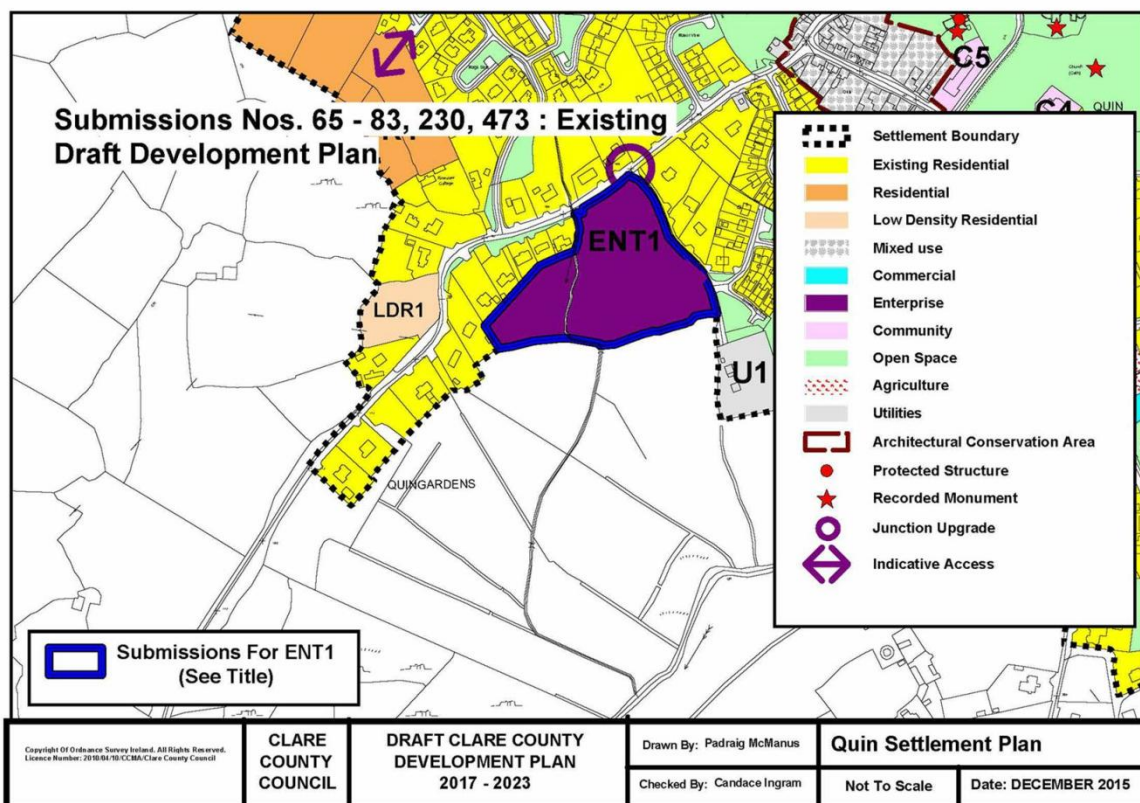 Submissions Nos. 65 - 83, 230, 473 : Existing
Draft Development Plan.
C5
QUIN
ENT1
LDR1
U1
QUINGARDENS
Settlement Boundary
Existing Residential
Residential
Low Density Residential
Mixed use
Commercial
Enterprise
Community
Open Space
Agriculture
Utilities
Architectural Conservation Area
Protected Structure
Recorded Monument
Junction Upgrade
Indicative Access
Submissions For ENT1
(See Title)
Copyright Of Ordnance Survey Ireland. All Rights Reserved.
Licence Number: 2010/04/10/CCMA/Clare County Council
CLARE
COUNTY
COUNCIL
DRAFT CLARE COUNTY
DEVELOPMENT PLAN
2017 - 2023
Drawn By: Padraig McManus
Checked By: Candace Ingram
Quin Settlement Plan
Not To Scale
Date: DECEMBER 2015